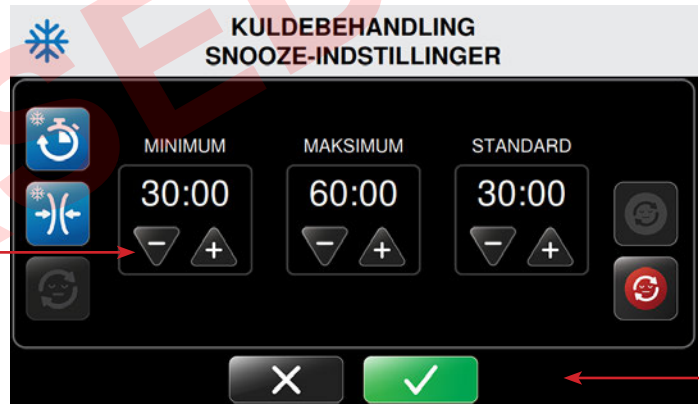 KULDEBEHANDLING
SNOOZE-INDSTILLINGER
MINIMUM MAKSIMUM STANDARD
30:00 60:00 30:00
- + - + - +